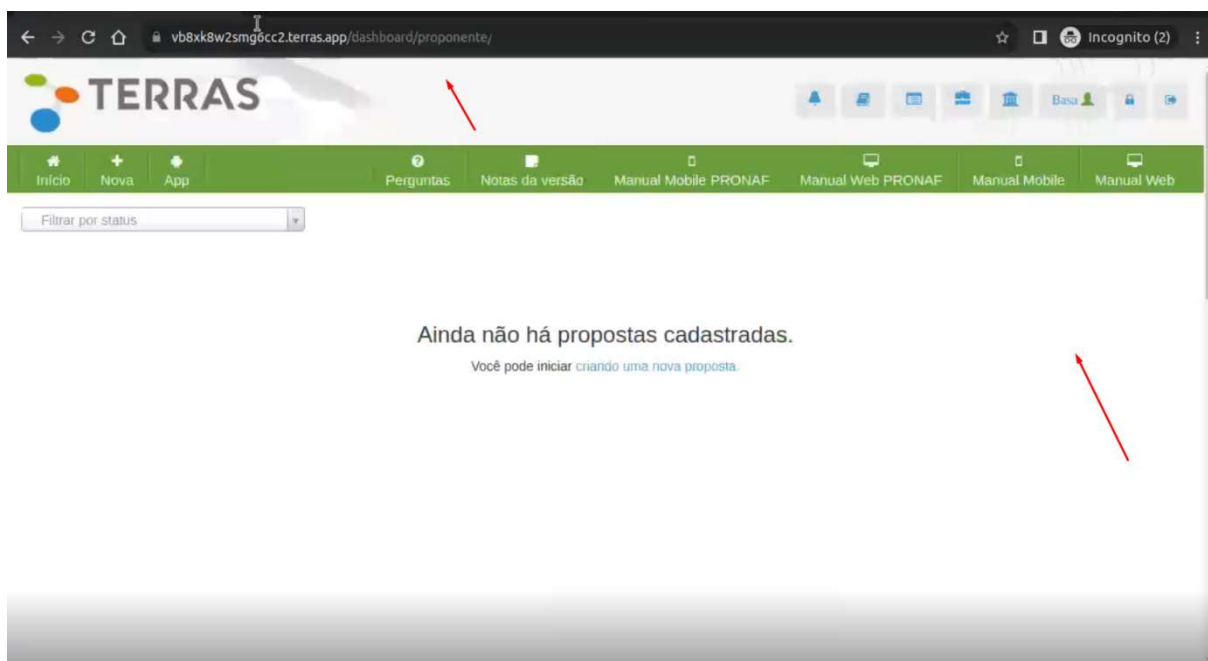 vb8xk8w2smg6cc2.terras.app/dashboard/proponente/
Incognito (2)
TERRAS
Basa
Início Nova App Perguntas Notas da versão Manual Mobile PRONAF Manual Web PRONAF Manual Mobile Manual Web
Filtrar por status
Ainda não há propostas cadastradas.
Você pode iniciar criando uma nova proposta.